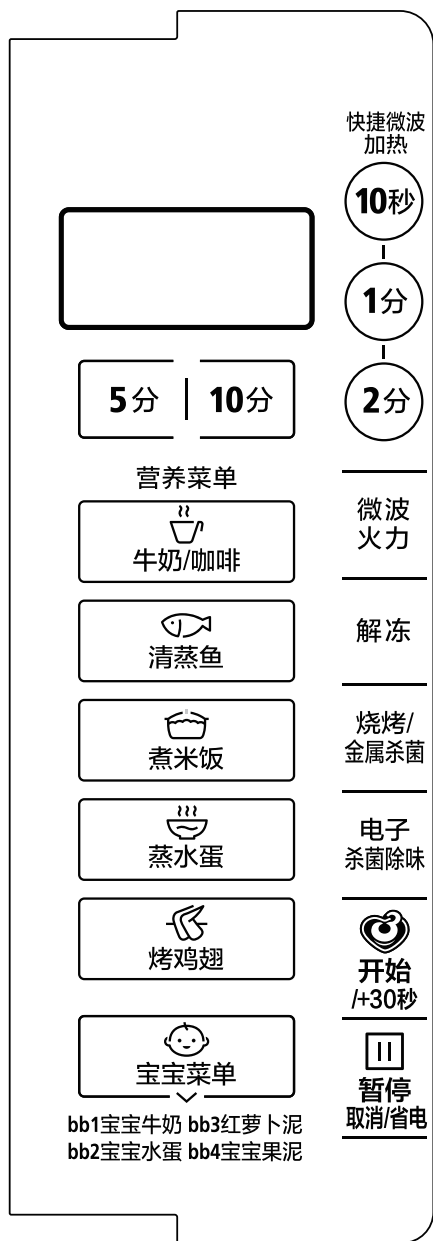 快捷微波
加热
10秒
1分
5分 10分
2分
营养菜单
牛奶/咖啡
微波
火力
清蒸鱼
解冻
煮米饭
烧烤/
金属杀菌
蒸水蛋
电子
杀菌除味
烤鸡翅
开始
/+30秒
宝宝菜单
暂停
取消/省电
bb1宝宝牛奶 bb3红萝卜泥
bb2宝宝水蛋 bb4宝宝果泥